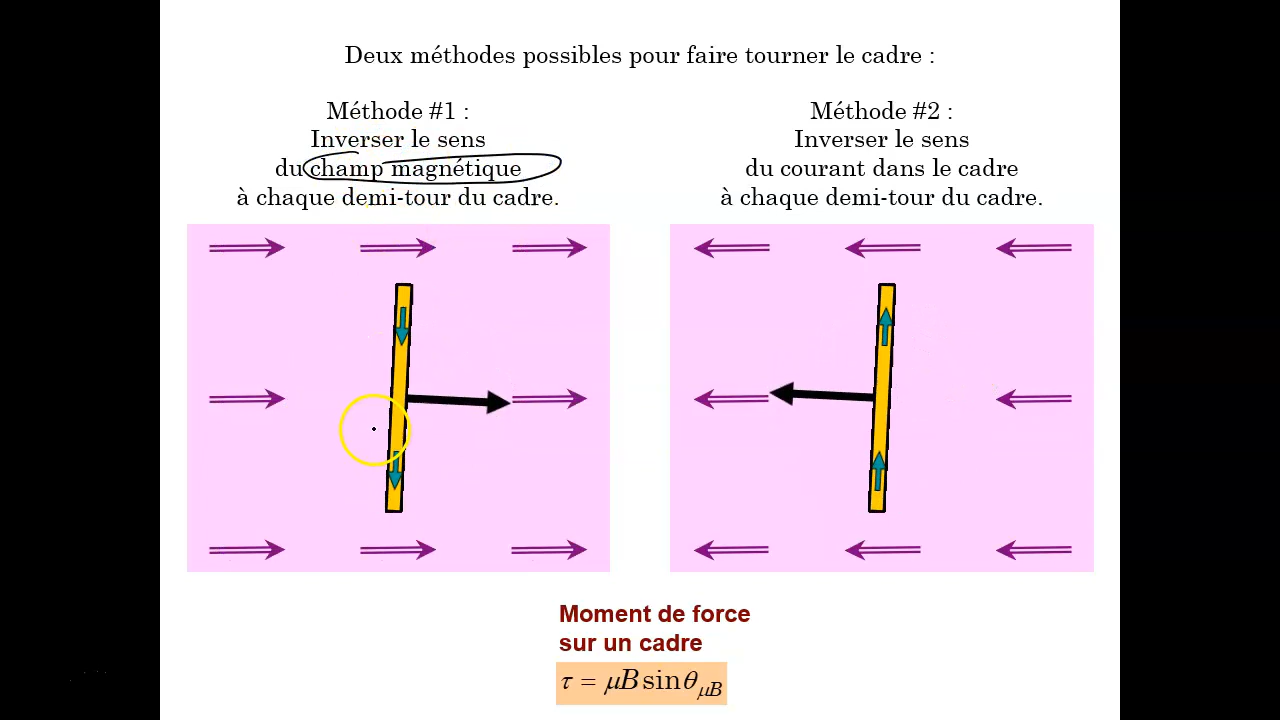 Deux méthodes possibles pour faire tourner le cadre :
Méthode #1 :
Inverser le sens
du champ magnétique
à chaque demi-tour du cadre.
Méthode #2 :
Inverser le sens
du courant dans le cadre
à chaque demi-tour du cadre.
Moment de force
sur un cadre
τ = μB sin θ_μB